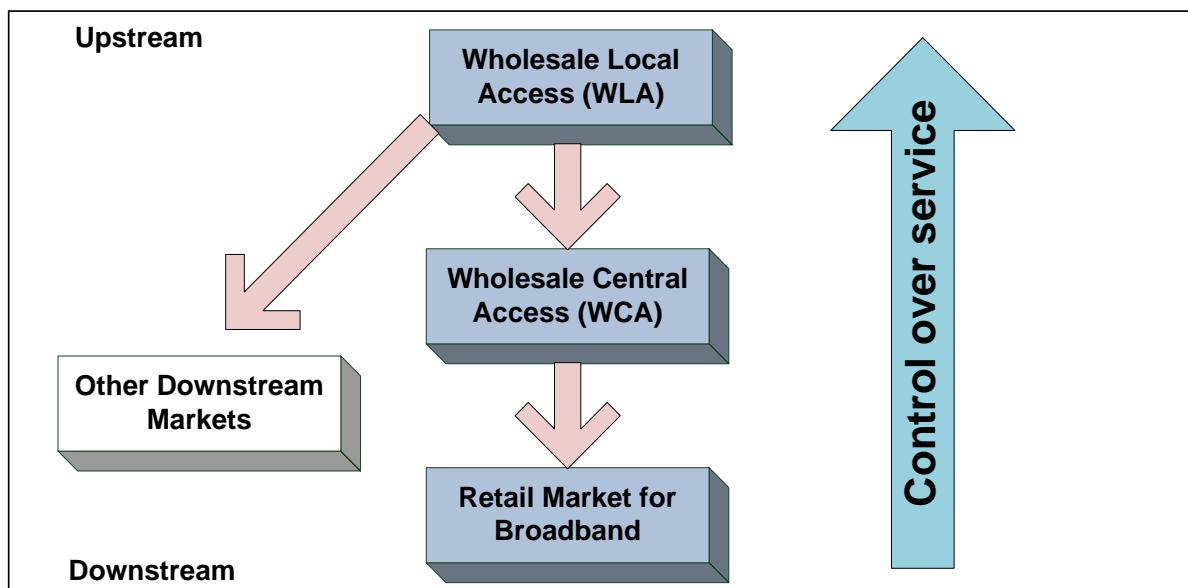 Upstream
Wholesale Local
Access (WLA)
Control over service
Wholesale Central
Access (WCA)
Other Downstream
Markets
Retail Market for
Broadband
Downstream